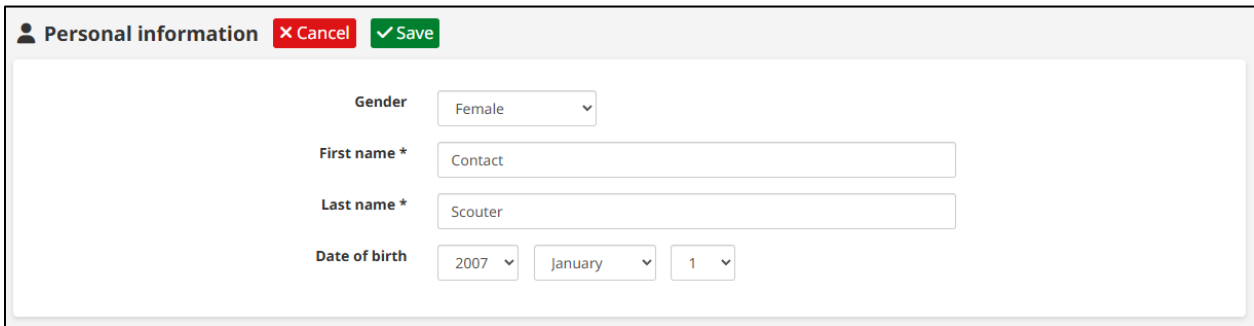 Personal information Cancel Save
Gender Female
First name * Contact
Last name * Scouter
Date of birth 2007 January 1